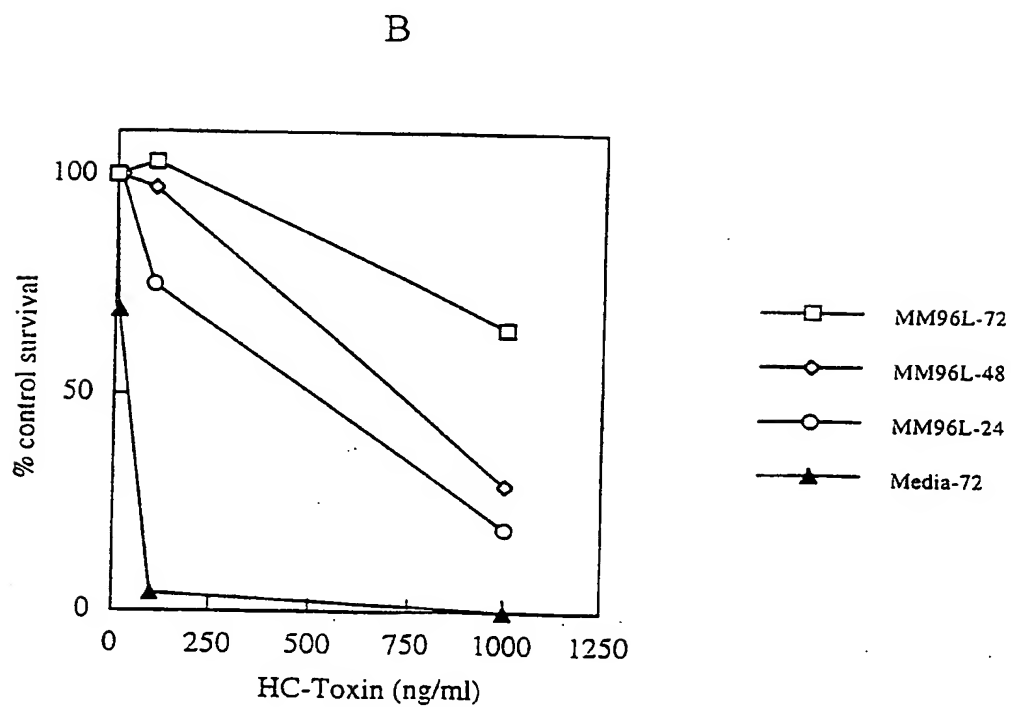 B
100
50
0
% control survival
0 250 500 750 1000 1250
HC-Toxin (ng/ml)
MM96L-72
MM96L-48
MM96L-24
Media-72